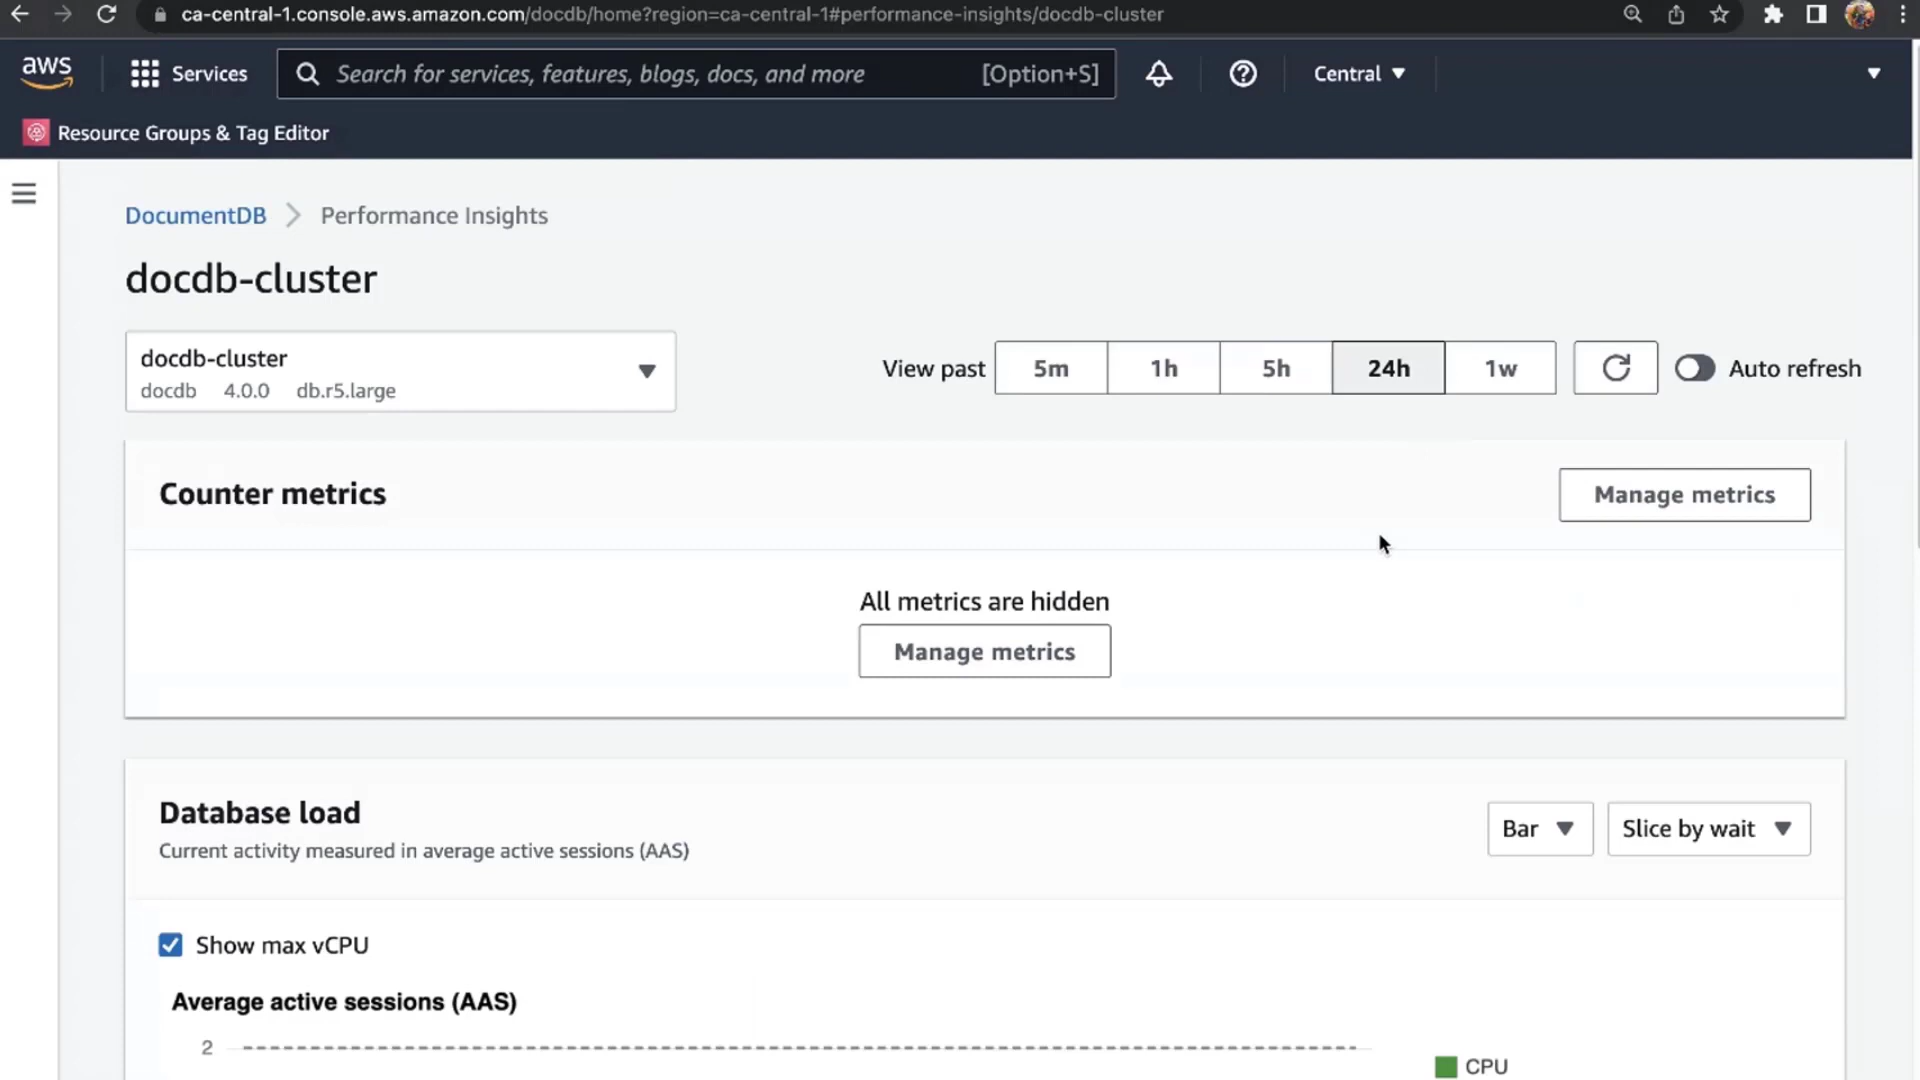 ca-central-1.console.aws.amazon.com/docdb/home?region=ca-central-1#performance-insights/docdb-cluster
aws Services Search for services, features, blogs, docs, and more [Option+S] Central
Resource Groups & Tag Editor
DocumentDB Performance Insights
docdb-cluster
docdb-cluster
docdb 4.0.0 db.r5.large
View past 5m 1h 5h 24h 1w Auto refresh
Counter metrics Manage metrics
All metrics are hidden
Manage metrics
Database load
Current activity measured in average active sessions (AAS)
Bar Slice by wait
Show max vCPU
Average active sessions (AAS)
2
CPU